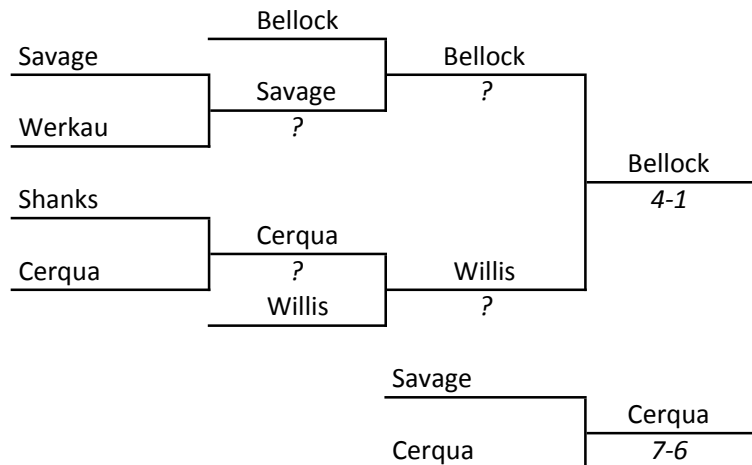 Bellock
Savage
Bellock
Savage
?
?
Werkau
Bellock
Shanks
4-1
Cerqua
Cerqua
?
Willis
Willis
?
Savage
Cerqua
Cerqua
7-6